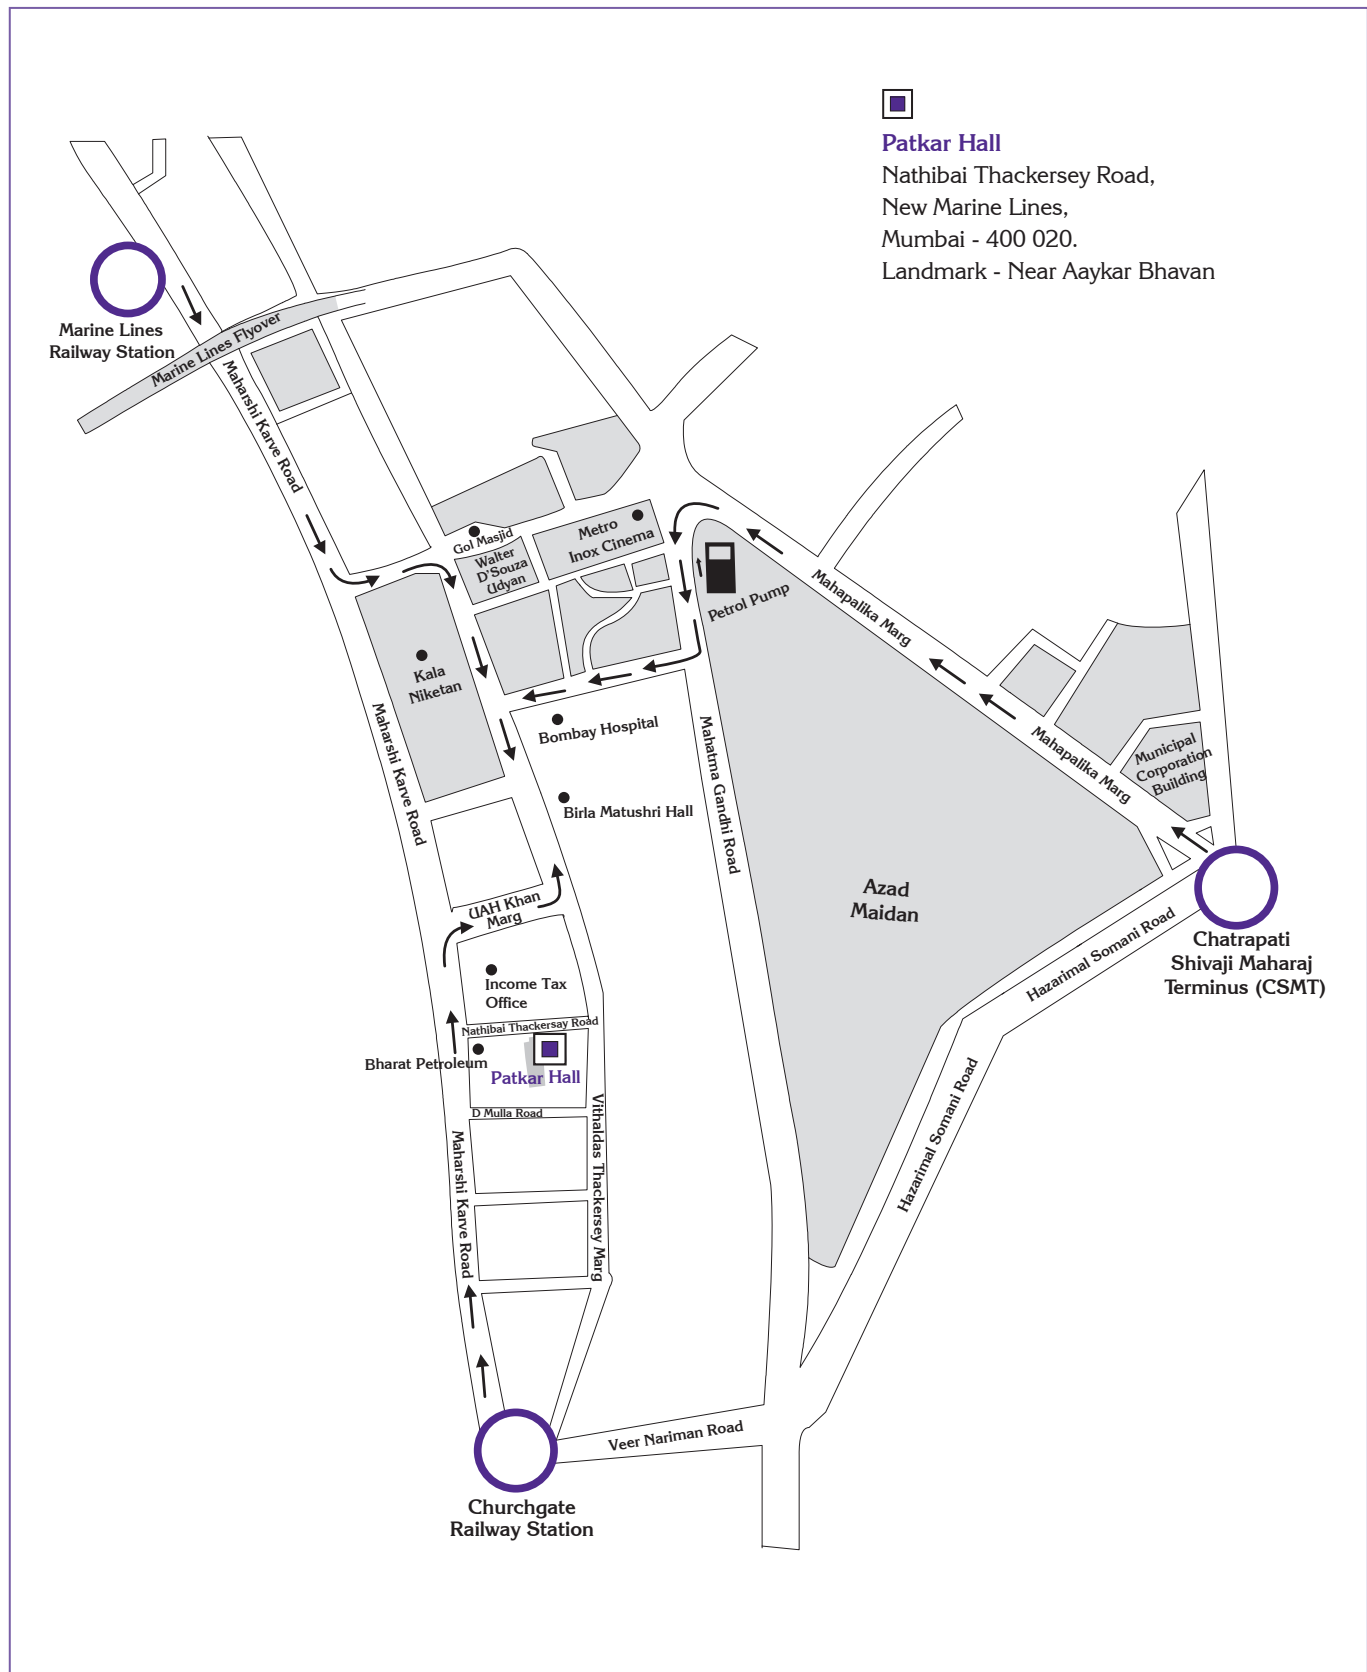 Patkar Hall
Nathibai Thackersey Road,
New Marine Lines,
Mumbai - 400 020.
Landmark - Near Aaykar Bhavan
Marine Lines
Railway Station
Marine Lines Flyover
Maharshi Karve Road
Gol Masjid
Walter
D'Souza
Udyan
Metro
Inox Cinema
Petrol Pump
Mahapalika Marg
Kala
Niketan
Maharshi Karve Road
Bombay Hospital
Mahatma Gandhi Road
Mahapalika Marg
Municipal
Corporation
Building
Birla Matushri Hall
Azad
Maidan
UAH Khan
Marg
Hazarimal Somani Road
Chatrapati
Shivaji Maharaj
Terminus (CSMT)
Income Tax
Office
Nathibai Thackersay Road
Bharat Petroleum
Patkar Hall
D Mulla Road
Vithaldas Thackersey Marg
Hazarimal Somani Road
Maharshi Karve Road
Veer Nariman Road
Churchgate
Railway Station